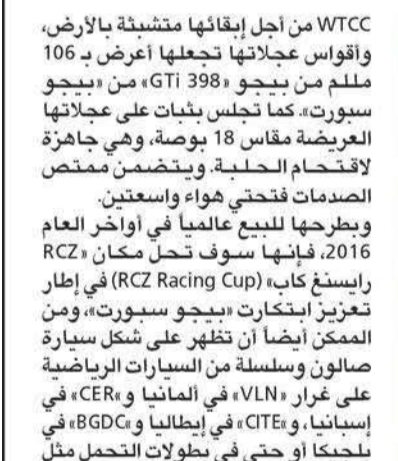 WTCC من أجل إبقائها متشبثة بالأرض،
وأقواس عجلاتها تجعلها أعرض بـ 106
مللم من بيجو «398 GTi» من «بيجو
سبورت». كما تجلس بثبات على عجلاتها
العريضة مقاس 18 بوصة، وهي جاهزة
لاقتحام الحلبة. ويتضمن ممتص
الصدمات فتحتي هواء واسعتين.
وبطرحها للبيع عالمياً في أواخر العام
2016، فإنها سوف تحل مكان «RCZ
رايسنغ كاب» (RCZ Racing Cup) في إطار
تعزيز ابتكارت «بيجو سبورت»، ومن
الممكن أيضاً أن تظهر على شكل سيارة
صالون وسلسلة من السيارات الرياضية
على غرار «VLN» في ألمانيا و«CER» في
إسبانيا، و«CITE» في إيطاليا و«BGDC» في
بلجيكا أو حتى في بطولات التحمل مثل